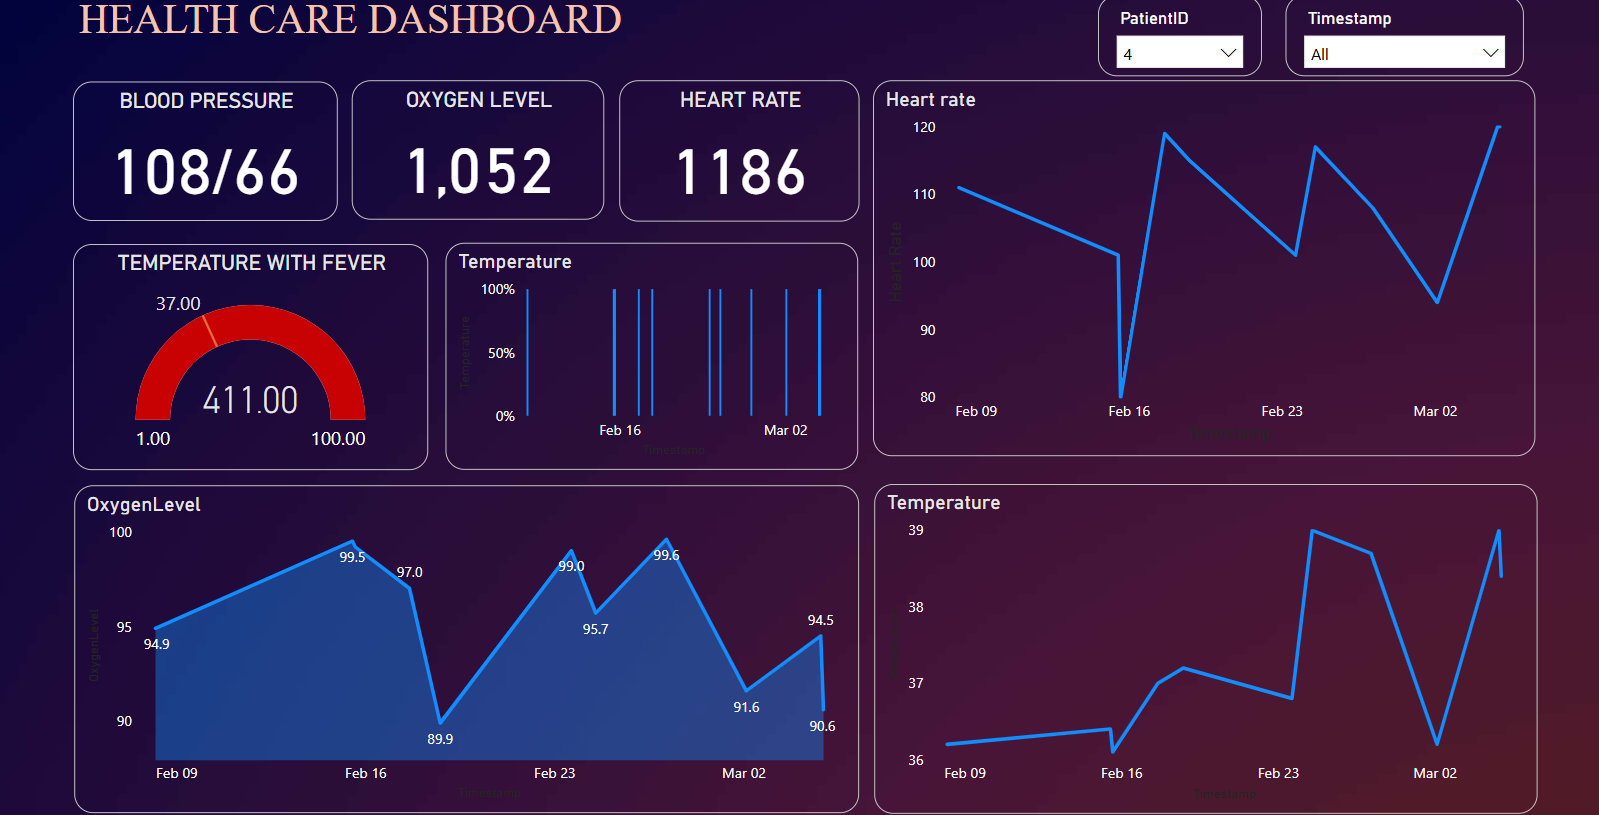 HEALTH CARE DASHBOARD
PatientID
4
Timestamp
All
BLOOD PRESSURE
108/66
OXYGEN LEVEL
1,052
HEART RATE
1186
Heart rate
120
110
100
90
80
Heart Rate
Feb 09
Feb 16
Feb 23
Mar 02
Timestamp
TEMPERATURE WITH FEVER
37.00
411.00
1.00
100.00
Temperature
100%
50%
0%
Temperature
Feb 16
Mar 02
Timestamp
OxygenLevel
100
95
90
OxygenLevel
94.9
99.5
97.0
89.9
99.0
95.7
99.6
91.6
94.5
90.6
Feb 09
Feb 16
Feb 23
Mar 02
Timestamp
Temperature
39
38
37
36
Feb 09
Feb 16
Feb 23
Mar 02
Timestamp